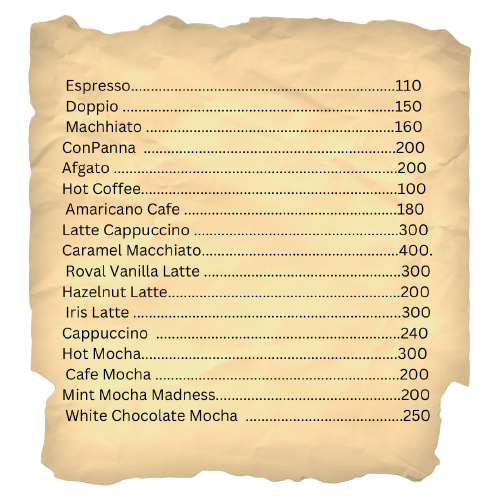 Espresso..................................................................110
Doppio ....................................................................150
Machhiato ..............................................................160
ConPanna ...............................................................200
Afgato .......................................................................200
Hot Coffee................................................................100
Amaricano Cafe .....................................................180
Latte Cappuccino ...................................................300
Caramel Macchiato.................................................400.
Roval Vanilla Latte .................................................300
Hazelnut Latte..........................................................200
Iris Latte ...................................................................300
Cappuccino .............................................................240
Hot Mocha................................................................300
Cafe Mocha .............................................................200
Mint Mocha Madness..............................................200
White Chocolate Mocha .......................................250